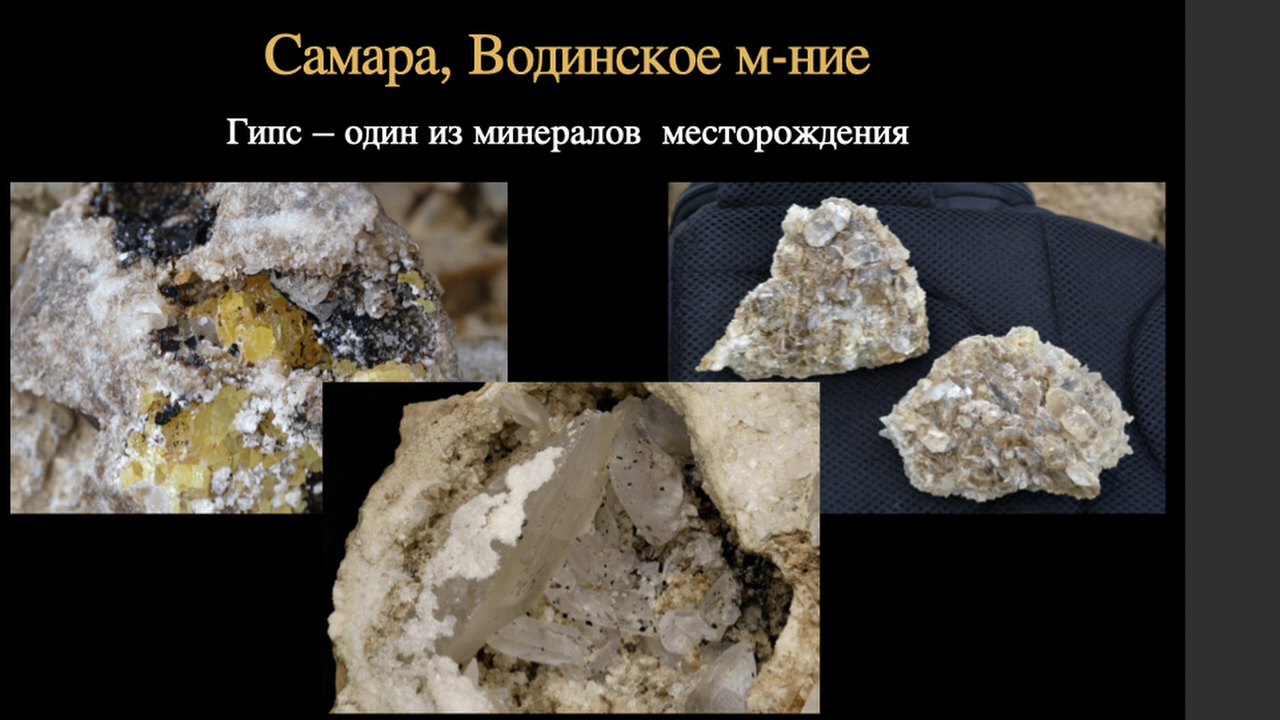 Самара, Водинское м-ние
Гипс – один из минералов месторождения